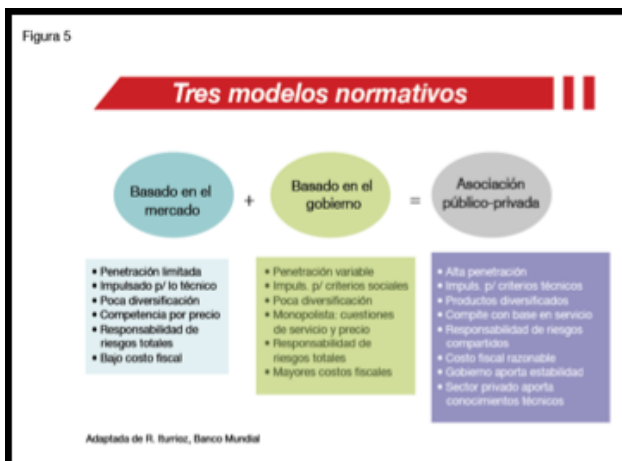 Figura 5
Tres modelos normativos
Basado en el
mercado
+
Basado en el
gobierno
=
Asociación
público-privada
• Penetración limitada
• Impulsado p/ lo técnico
• Poca diversificación
• Competencia por precio
• Responsabilidad de
riesgos totales
• Bajo costo fiscal
• Penetración variable
• Impuls. p/ criterios sociales
• Poca diversificación
• Monopolista: cuestiones
de servicio y precio
• Responsabilidad de
riesgos totales
• Mayores costos fiscales
• Alta penetración
• Impuls. p/ criterios técnicos
• Productos diversificados
• Compite con base en servicio
• Responsabilidad de riesgos
compartidos
• Costo fiscal razonable
• Gobierno aporta estabilidad
• Sector privado aporta
conocimientos técnicos
Adaptada de R. Iturrioz, Banco Mundial